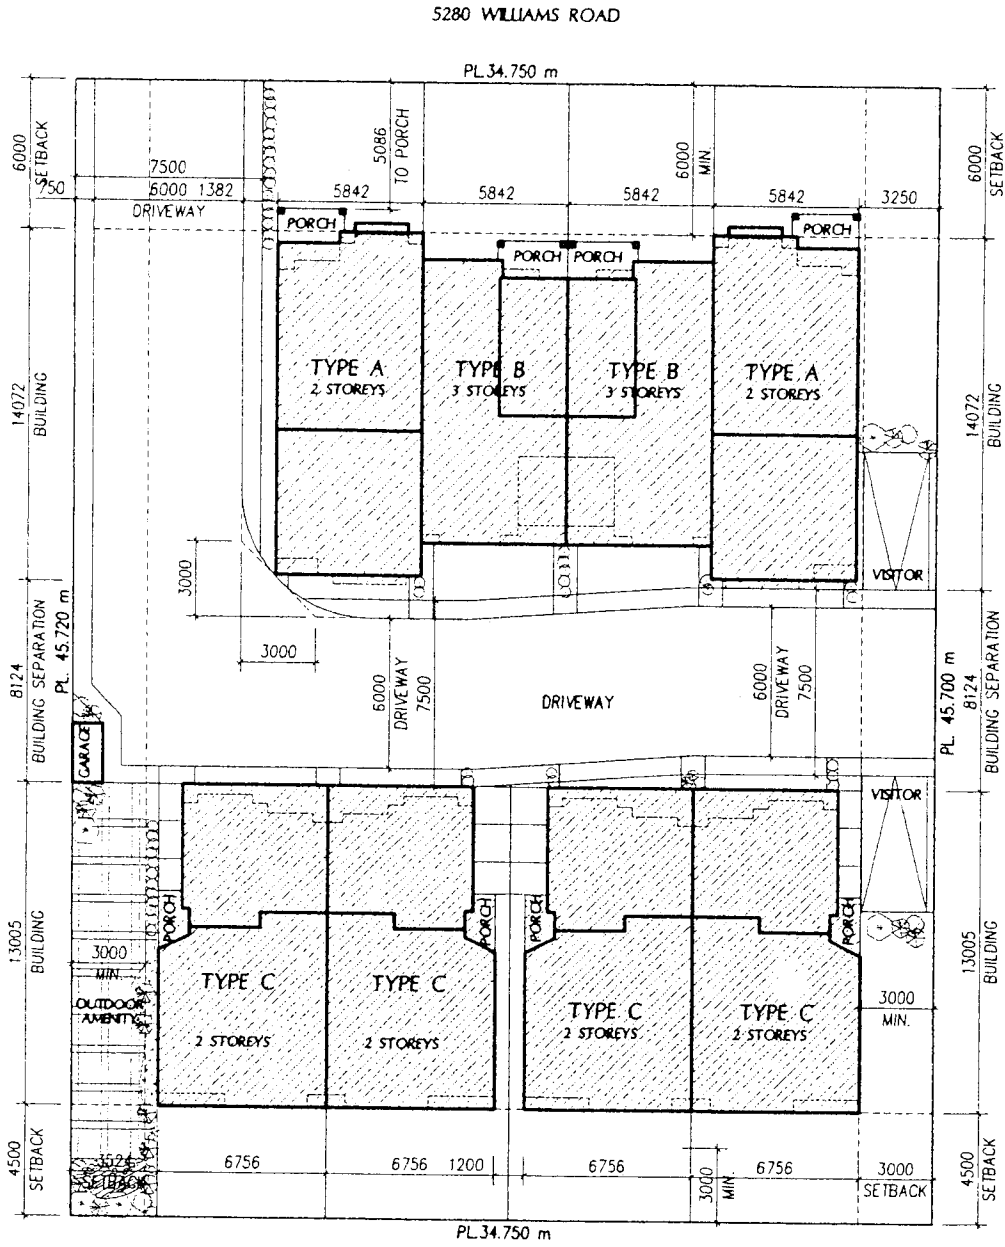 5280 WILLIAMS ROAD
PL.34.750 m
6000
SETBACK
5086
TO PORCH
6000
MIN.
6000
SETBACK
7500
750
6000
1382
5842
5842
5842
5842
3250
DRIVEWAY
PORCH
PORCH
PORCH
PORCH
TYPE A
2 STOREYS
TYPE B
3 STOREYS
TYPE B
3 STOREYS
TYPE A
2 STOREYS
14072
BUILDING
14072
BUILDING
3000
VISITOR
3000
8124
BUILDING SEPARATION
PL. 45.720 m
6000
DRIVEWAY
7500
DRIVEWAY
6000
DRIVEWAY
7500
PL. 45.700 m
8124
BUILDING SEPARATION
GARAGE
VISITOR
PORCH
PORCH
PORCH
PORCH
13005
BUILDING
3000
MIN.
OUTDOOR
AMENITY
TYPE C
2 STOREYS
TYPE C
2 STOREYS
TYPE C
2 STOREYS
TYPE C
2 STOREYS
3000
MIN.
13005
BUILDING
4500
SETBACK
3524
SETBACK
6756
6756
1200
6756
3000
MIN.
6756
3000
SETBACK
4500
SETBACK
PL.34.750 m